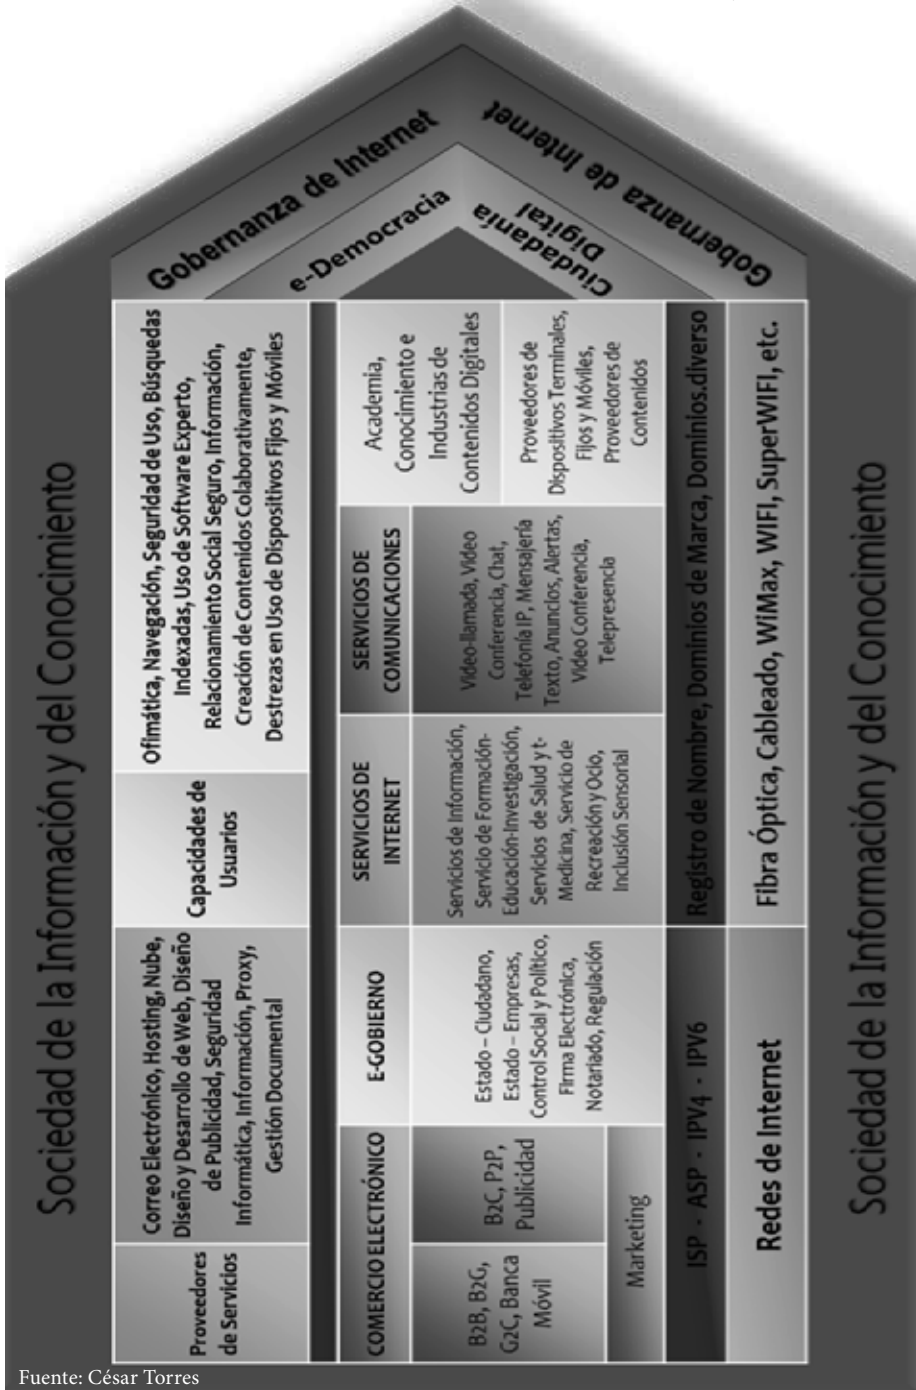 Sociedad de la Información y del Conocimiento
Proveedores
de Servicios
Correo Electrónico, Hosting, Nube,
Diseño y Desarrollo de Web, Diseño
de Publicidad, Seguridad
Informática, Información, Proxy,
Gestión Documental
Capacidades de
Usuarios
Ofimática, Navegación, Seguridad de Uso, Búsquedas
Indexadas, Uso de Software Experto,
Relacionamiento Social Seguro, Información,
Creación de Contenidos Colaborativamente,
Destrezas en Uso de Dispositivos Fijos y Móviles
Gobernanza de Internet
e-Democracia
Ciudadanía
Digital
Gobernanza de Internet
COMERCIO ELECTRÓNICO
B2B, B2G,
G2C, Banca
Móvil
B2C, P2P,
Publicidad
Marketing
E-GOBIERNO
Estado – Ciudadano,
Estado – Empresas,
Control Social y Político,
Firma Electrónica,
Notariado, Regulación
SERVICIOS DE
INTERNET
Servicios de Información,
Servicio de Formación-
Educación-Investigación,
Servicios de Salud y t-
Medicina, Servicio de
Recreación y Ocio,
Inclusión Sensorial
SERVICIOS DE
COMUNICACIONES
Video-llamada, Video
Conferencia, Chat,
Telefonía IP, Mensajería
Texto, Anuncios, Alertas,
Video Conferencia,
Telepresencia
Academia,
Conocimiento e
Industrias de
Contenidos Digitales
Proveedores de
Dispositivos Terminales,
Fijos y Móviles,
Proveedores de
Contenidos
ISP - ASP - IPV4 - IPV6
Registro de Nombre, Dominios de Marca, Dominios.diverso
Redes de Internet
Fibra Óptica, Cableado, WiMax, WIFI, SuperWIFI, etc.
Sociedad de la Información y del Conocimiento
Fuente: César Torres